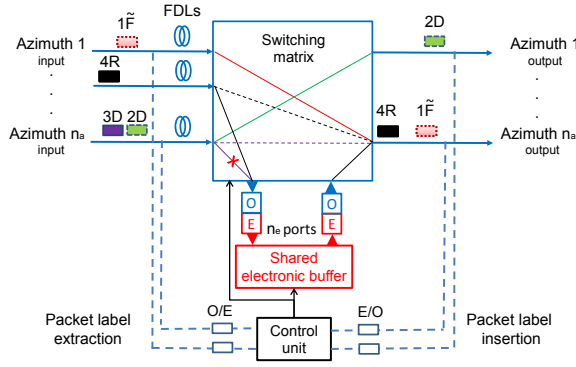 FDLs
1F̃
2D
Azimuth 1
input
Switching
matrix
Azimuth 1
output
4R
.
.
.
.
3D 2D
4R
1F̃
Azimuth nₐ
input
Azimuth nₐ
output
O
O
E
E
nₑ ports
Shared
electronic buffer
O/E
E/O
Packet label
extraction
Control
unit
Packet label
insertion